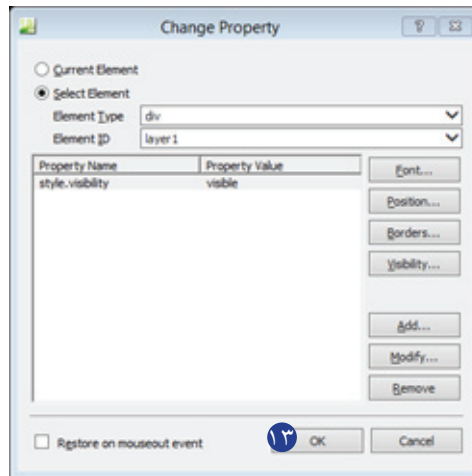 Change Property
Current Element
Select Element
Element Type div
Element ID layer1
Property Name Property Value
style.visibility visible
Font...
Position...
Borders...
Visibility...
Add...
Modify...
Remove
Restore on mouseout event
١٣ OK Cancel